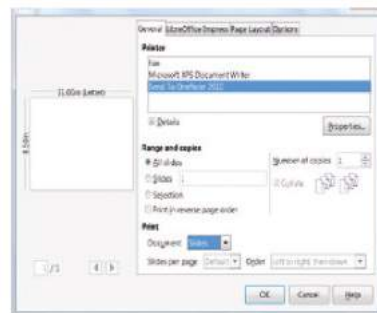 General LibreOffice Impress Page Layout Options
Printer
Fax
Microsoft XPS Document Writer
Send To OneNote 2010
Details
Properties...
11.00in (Letter)
8.50in
Range and copies
All slides
Slides 1
Selection
Print in reverse page order
Number of copies 1
Collate
Print
Document Slides
Slides per page Default Order Left to right, then down
1 /1
OK Cancel Help